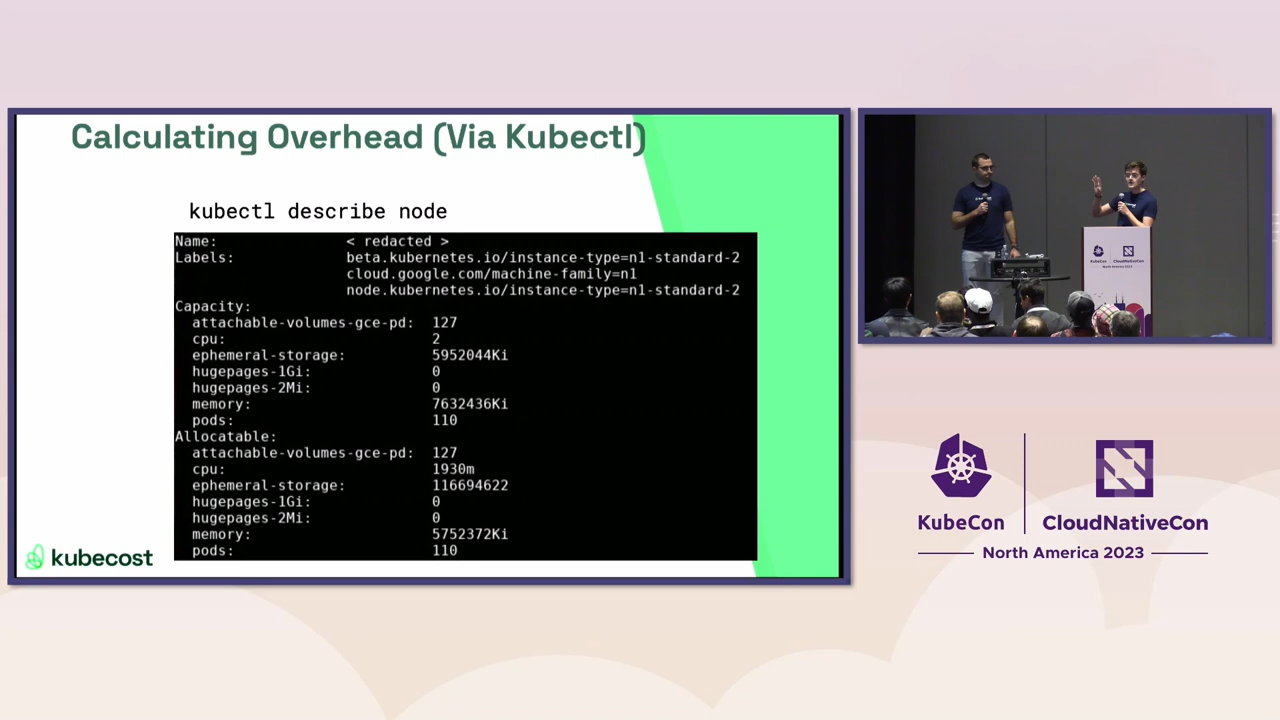 Calculating Overhead (Via Kubectl)
kubectl describe node
Name: < redacted >
Labels: beta.kubernetes.io/instance-type=n1-standard-2
cloud.google.com/machine-family=n1
node.kubernetes.io/instance-type=n1-standard-2
Capacity:
attachable-volumes-gce-pd: 127
cpu: 2
ephemeral-storage: 5952044Ki
hugepages-1Gi: 0
hugepages-2Mi: 0
memory: 7632436Ki
pods: 110
Allocatable:
attachable-volumes-gce-pd: 127
cpu: 1930m
ephemeral-storage: 116694622
hugepages-1Gi: 0
hugepages-2Mi: 0
memory: 5752372Ki
pods: 110
kubecost
KubeCon CloudNativeCon
KubeCon
CloudNativeCon
North America 2023